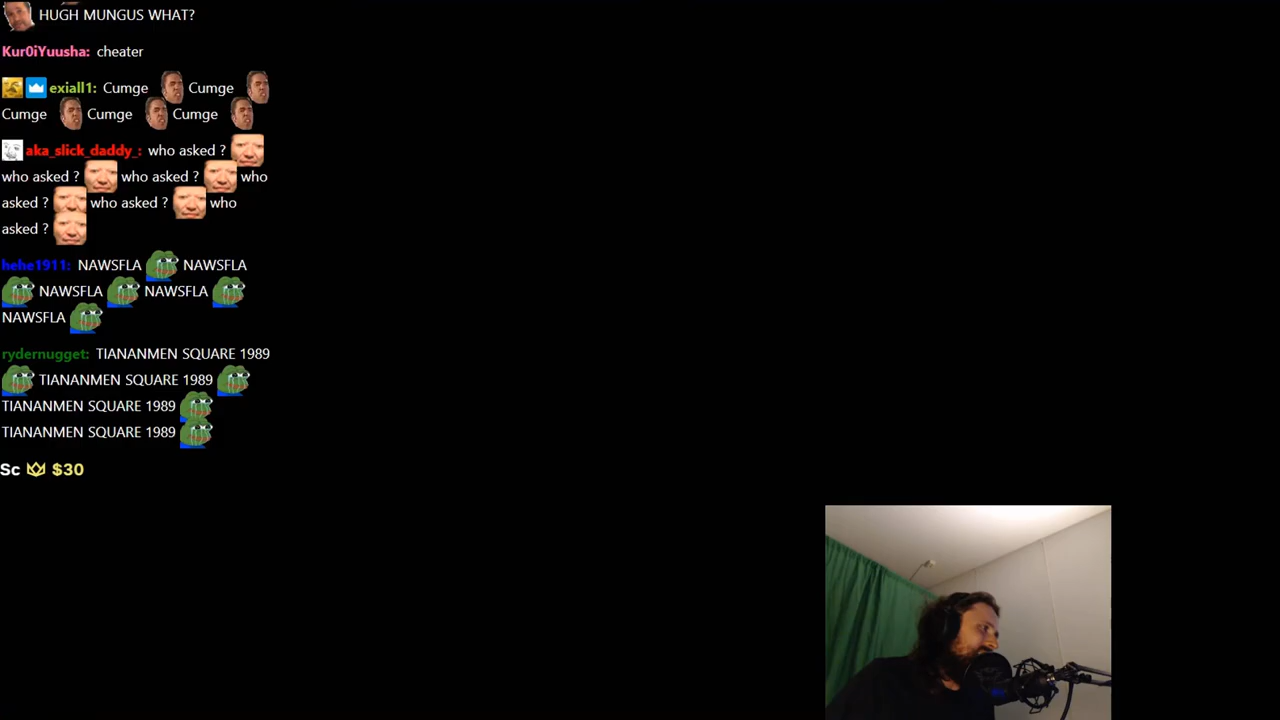 HUGH MUNGUS WHAT?
Kur0iYuusha: cheater
exiall1: Cumge Cumge
Cumge Cumge Cumge
aka_slick_daddy_: who asked ?
who asked ? who asked ? who
asked ? who asked ? who
asked ?
hehe1911: NAWSFLA NAWSFLA
NAWSFLA NAWSFLA
NAWSFLA
rydernugget: TIANANMEN SQUARE 1989
TIANANMEN SQUARE 1989
TIANANMEN SQUARE 1989
TIANANMEN SQUARE 1989
Sc $30